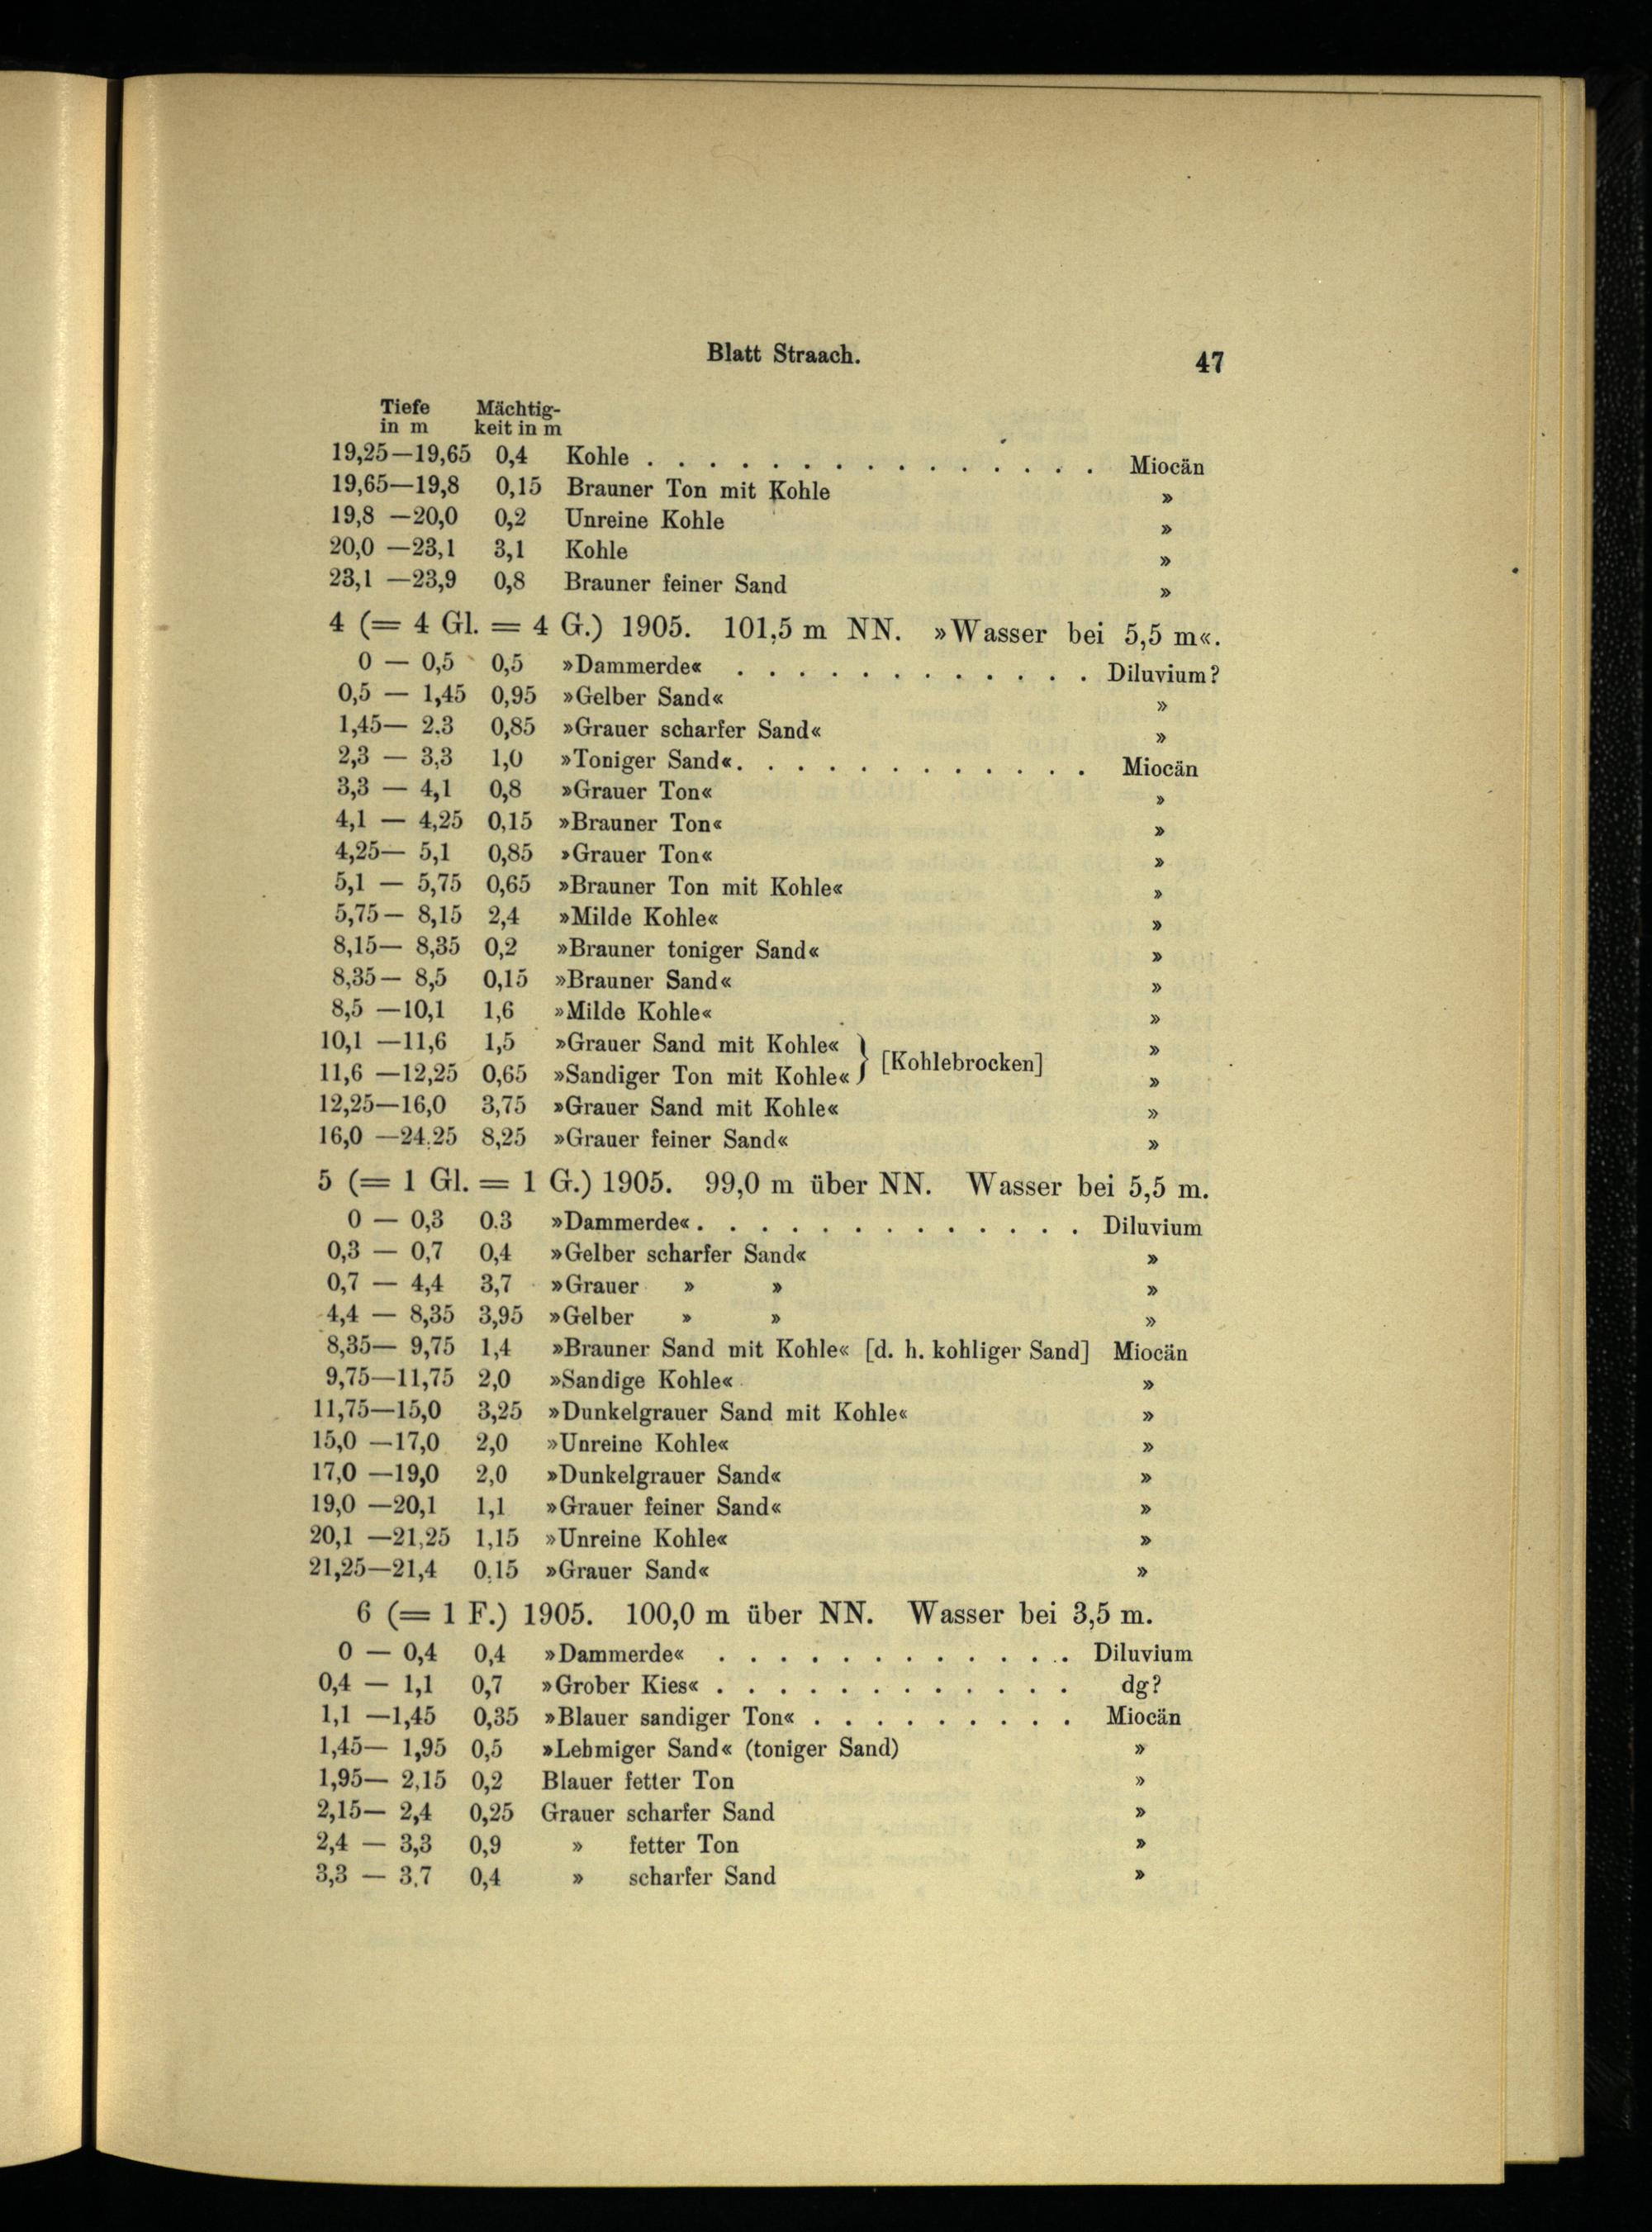 Blatt Straach. 47
Tiefe Mächtig-
in m keit in m
19,25—19,65 0,4 Kohle . . . . . . . . . . . . . . . Miocän
19,65—19,8 0,15 Brauner Ton mit Kohle »
19,8 —20,0 0,2 Unreine Kohle »
20,0 —23,1 3,1 Kohle »
23,1 —23,9 0,8 Brauner feiner Sand »
4 (= 4 Gl. = 4 G.) 1905. 101,5 m NN. »Wasser bei 5,5 m«.
0 — 0,5 0,5 »Dammerde« . . . . . . . . . . . . Diluvium?
0,5 — 1,45 0,95 »Gelber Sand« »
1,45— 2.3 0,85 »Grauer scharfer Sand« »
2,3 — 3,3 1,0 »Toniger Sand«. . . . . . . . . . . . Miocän
3,3 — 4,1 0,8 »Grauer Ton« »
4,1 — 4,25 0,15 »Brauner Ton« »
4,25— 5,1 0,85 »Grauer Ton« »
5,1 — 5,75 0,65 »Brauner Ton mit Kohle« »
5,75— 8,15 2,4 »Milde Kohle« »
8,15— 8,35 0,2 »Brauner toniger Sand« »
8,35— 8,5 0,15 »Brauner Sand« »
8,5 —10,1 1,6 »Milde Kohle« »
10,1 —11,6 1,5 »Grauer Sand mit Kohle« »
[Kohlebrocken]
11,6 —12,25 0,65 »Sandiger Ton mit Kohle« »
12,25—16,0 3,75 »Grauer Sand mit Kohle« »
16,0 —24.25 8,25 »Grauer feiner Sand« »
5 (= 1 Gl. = 1 G.) 1905. 99,0 m über NN. Wasser bei 5,5 m.
0 — 0,3 0.3 »Dammerde«. . . . . . . . . . . . . Diluvium
0,3 — 0,7 0,4 »Gelber scharfer Sand« »
0,7 — 4,4 3,7 »Grauer » » »
4,4 — 8,35 3,95 »Gelber » » »
8,35— 9,75 1,4 »Brauner Sand mit Kohle« [d. h. kohliger Sand] Miocän
9,75—11,75 2,0 »Sandige Kohle« »
11,75—15,0 3,25 »Dunkelgrauer Sand mit Kohle« »
15,0 —17,0 2,0 »Unreine Kohle« »
17,0 —19,0 2,0 »Dunkelgrauer Sand« »
19,0 —20,1 1,1 »Grauer feiner Sand« »
20,1 —21,25 1,15 »Unreine Kohle« »
21,25—21,4 0.15 »Grauer Sand« »
6 (= 1 F.) 1905. 100,0 m über NN. Wasser bei 3,5 m.
0 — 0,4 0,4 »Dammerde« . . . . . . . . . . . . Diluvium
0,4 — 1,1 0,7 »Grober Kies« . . . . . . . . . . . . dg?
1,1 —1,45 0,35 »Blauer sandiger Ton« . . . . . . . . . Miocän
1,45— 1,95 0,5 »Lehmiger Sand« (toniger Sand) »
1,95— 2,15 0,2 Blauer fetter Ton »
2,15— 2,4 0,25 Grauer scharfer Sand »
2,4 — 3,3 0,9 » fetter Ton »
3,3 — 3.7 0,4 » scharfer Sand »